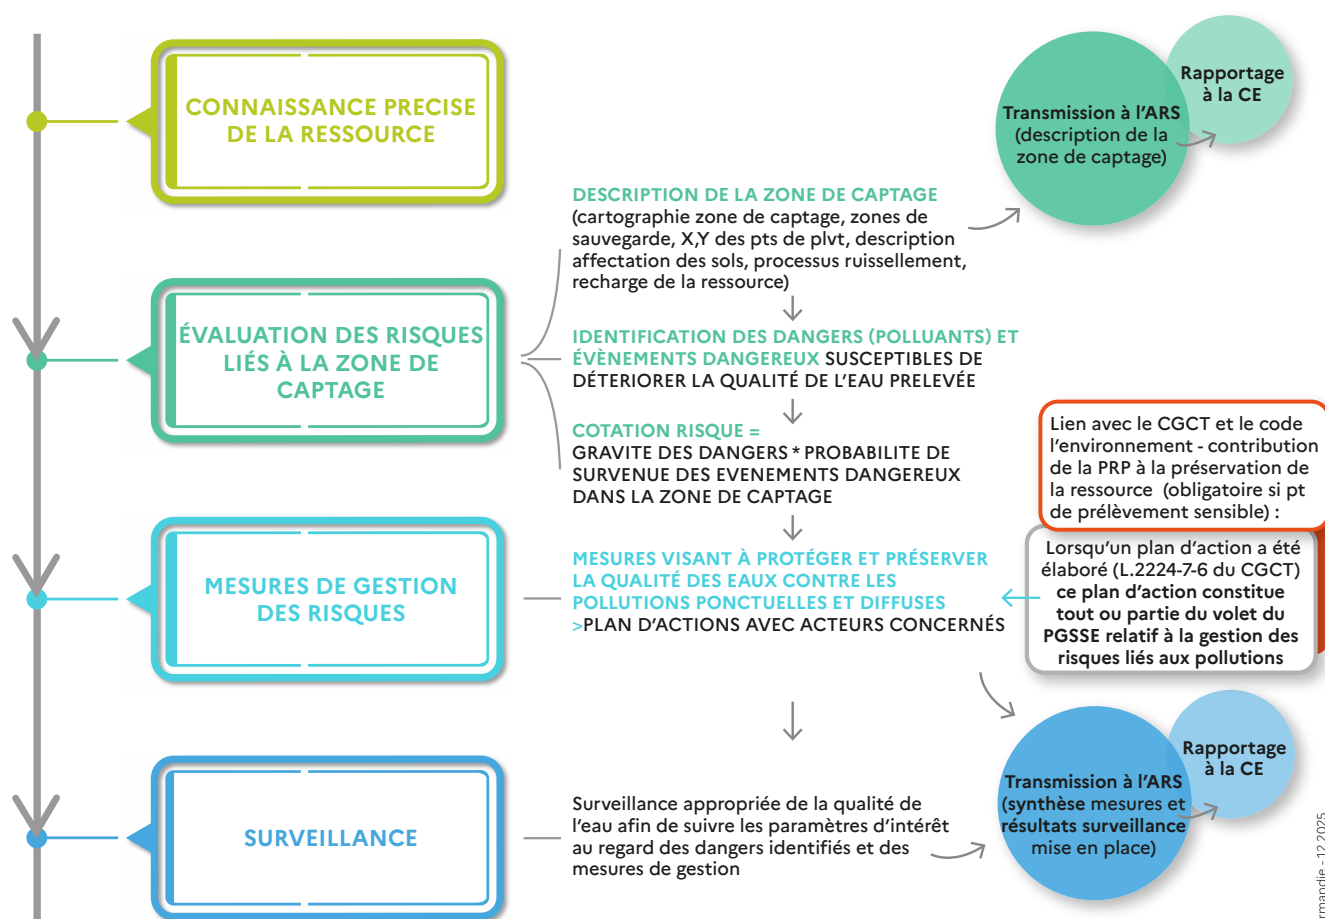 CONNAISSANCE PRECISE
DE LA RESSOURCE
Transmission à l'ARS
(description de la
zone de captage)
Rapportage
à la CE
DESCRIPTION DE LA ZONE DE CAPTAGE
(cartographie zone de captage, zones de
sauvegarde, X,Y des pts de plvt, description
affectation des sols, processus ruissellement,
recharge de la ressource)
ÉVALUATION DES RISQUES
LIÉS À LA ZONE DE
CAPTAGE
IDENTIFICATION DES DANGERS (POLLUANTS) ET
ÉVÈNEMENTS DANGEREUX SUSCEPTIBLES DE
DÉTERIORER LA QUALITÉ DE L'EAU PRELEVÉE
COTATION RISQUE =
GRAVITE DES DANGERS * PROBABILITE DE
SURVENUE DES EVENEMENTS DANGEREUX
DANS LA ZONE DE CAPTAGE
Lien avec le CGCT et le code
l'environnement - contribution
de la PRP à la préservation de
la ressource (obligatoire si pt
de prélèvement sensible) :
MESURES DE GESTION
DES RISQUES
MESURES VISANT À PROTÉGER ET PRÉSERVER
LA QUALITÉ DES EAUX CONTRE LES
POLLUTIONS PONCTUELLES ET DIFFUSES
>PLAN D'ACTIONS AVEC ACTEURS CONCERNÉS
Lorsqu'un plan d'action a été
élaboré (L.2224-7-6 du CGCT)
ce plan d'action constitue
tout ou partie du volet du
PGSSE relatif à la gestion des
risques liés aux pollutions
SURVEILLANCE
Surveillance appropriée de la qualité de
l'eau afin de suivre les paramètres d'intérêt
au regard des dangers identifiés et des
mesures de gestion
Transmission à l'ARS
(synthèse mesures et
résultats surveillance
mise en place)
Rapportage
à la CE
rmandie - 12.2025